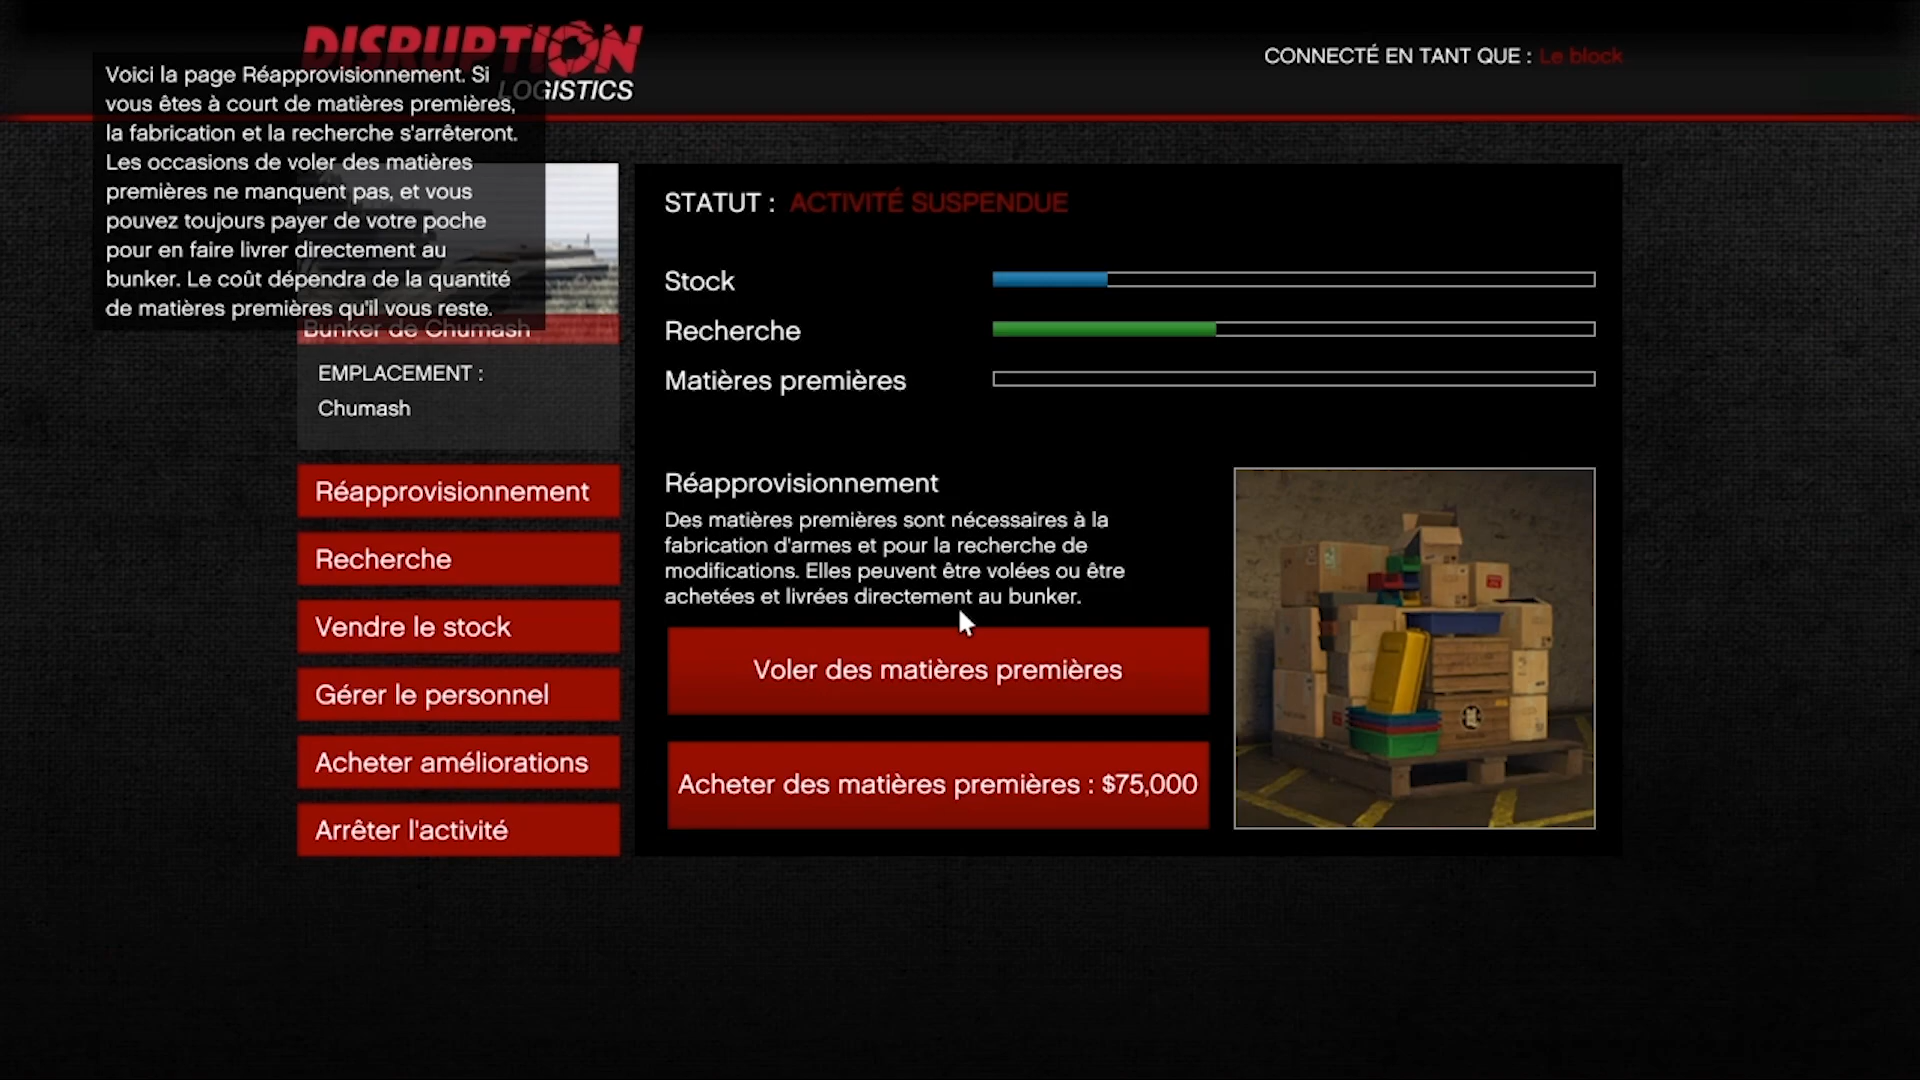 DISRUPTION
LOGISTICS
CONNECTÉ EN TANT QUE : Le block
Voici la page Réapprovisionnement. Si
vous êtes à court de matières premières,
la fabrication et la recherche s'arrêteront.
Les occasions de voler des matières
premières ne manquent pas, et vous
pouvez toujours payer de votre poche
pour en faire livrer directement au
bunker. Le coût dépendra de la quantité
de matières premières qu'il vous reste.
Bunker de Chumash
EMPLACEMENT :
Chumash
Réapprovisionnement
Recherche
Vendre le stock
Gérer le personnel
Acheter améliorations
Arrêter l'activité
STATUT : ACTIVITÉ SUSPENDUE
Stock
Recherche
Matières premières
Réapprovisionnement
Des matières premières sont nécessaires à la
fabrication d'armes et pour la recherche de
modifications. Elles peuvent être volées ou être
achetées et livrées directement au bunker.
Voler des matières premières
Acheter des matières premières : $75,000